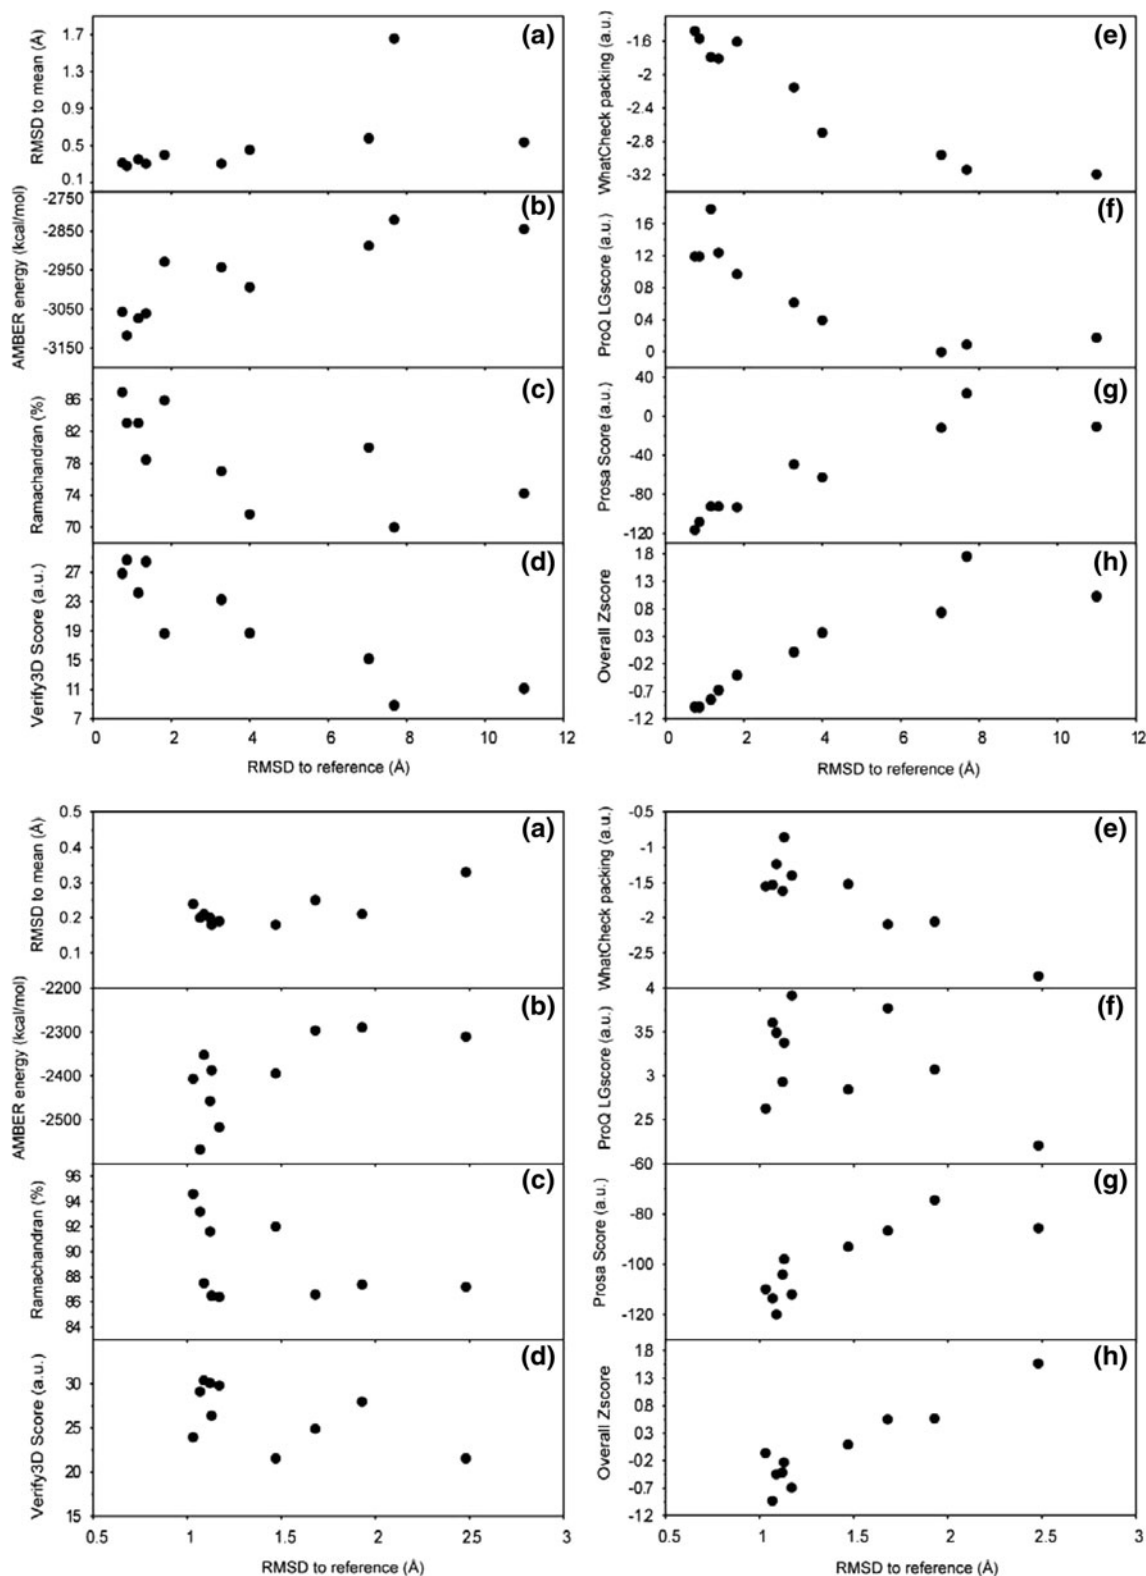 (a)
RMSD to mean (Å)
1.7
1.3
0.9
0.5
0.1
(b)
AMBER energy (kcal/mol)
-2750
-2850
-2950
-3050
-3150
(c)
Ramachandran (%)
86
82
78
74
70
(d)
Verify3D Score (a.u.)
27
23
19
15
11
7
0 2 4 6 8 10 12
RMSD to reference (Å)
(e)
WhatCheck packing (a.u.)
-1.6
-2
-2.4
-2.8
-3.2
(f)
ProQ LGscore (a.u.)
1.6
1.2
0.8
0.4
0
(g)
Prosa Score (a.u.)
40
0
-40
-80
-120
(h)
Overall Zscore
1.8
1.3
0.8
0.3
-0.2
-0.7
-1.2
0 2 4 6 8 10 12
RMSD to reference (Å)
(a)
RMSD to mean (Å)
0.5
0.4
0.3
0.2
0.1
(b)
AMBER energy (kcal/mol)
-2200
-2300
-2400
-2500
(c)
Ramachandran (%)
96
94
92
90
88
86
84
(d)
Verify3D Score (a.u.)
30
25
20
15
0.5 1 1.5 2 2.5 3
RMSD to reference (Å)
(e)
WhatCheck packing (a.u.)
-0.5
-1
-1.5
-2
-2.5
(f)
ProQ LGscore (a.u.)
4
3.5
3
2.5
(g)
Prosa Score (a.u.)
-60
-80
-100
-120
(h)
Overall Zscore
1.8
1.3
0.8
0.3
-0.2
-0.7
-1.2
0.5 1 1.5 2 2.5 3
RMSD to reference (Å)